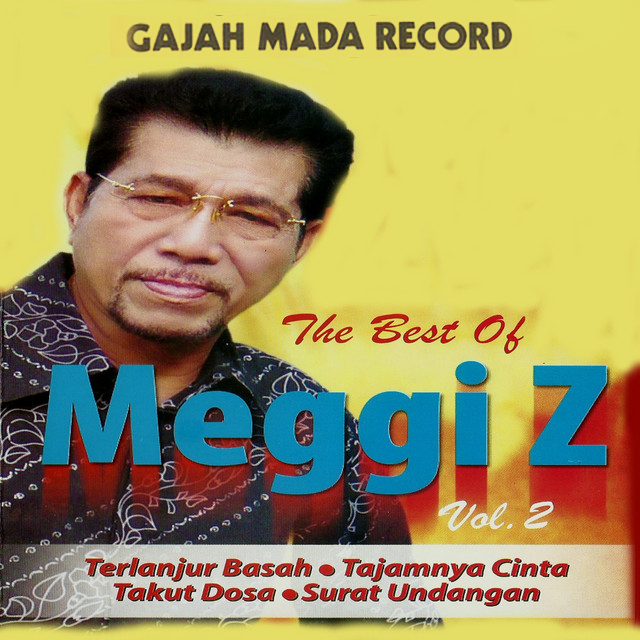 GAJAH MADA RECORD
The Best Of
Meggi Z
Vol. 2
Terlanjur Basah • Tajamnya Cinta
Takut Dosa • Surat Undangan